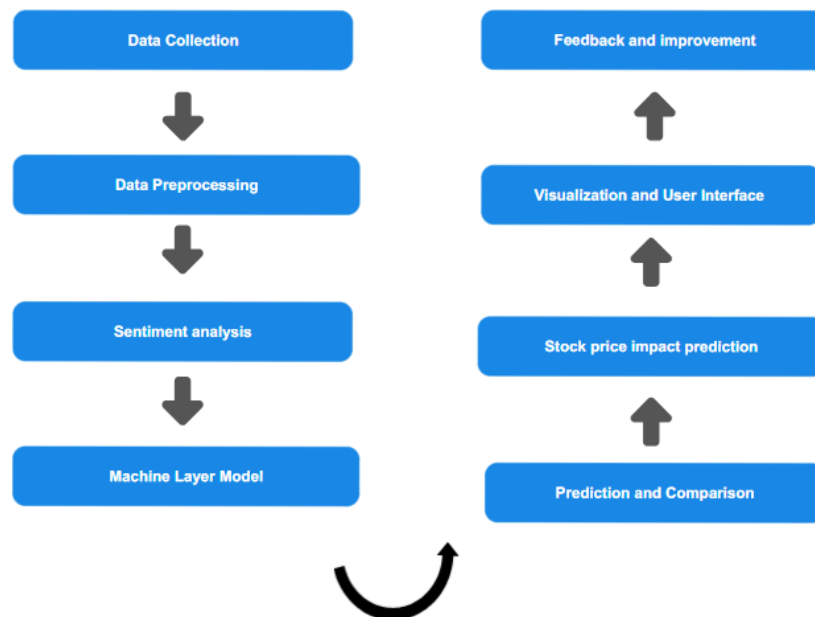 Data Collection
Data Preprocessing
Sentiment analysis
Machine Layer Model
Prediction and Comparison
Stock price impact prediction
Visualization and User Interface
Feedback and improvement